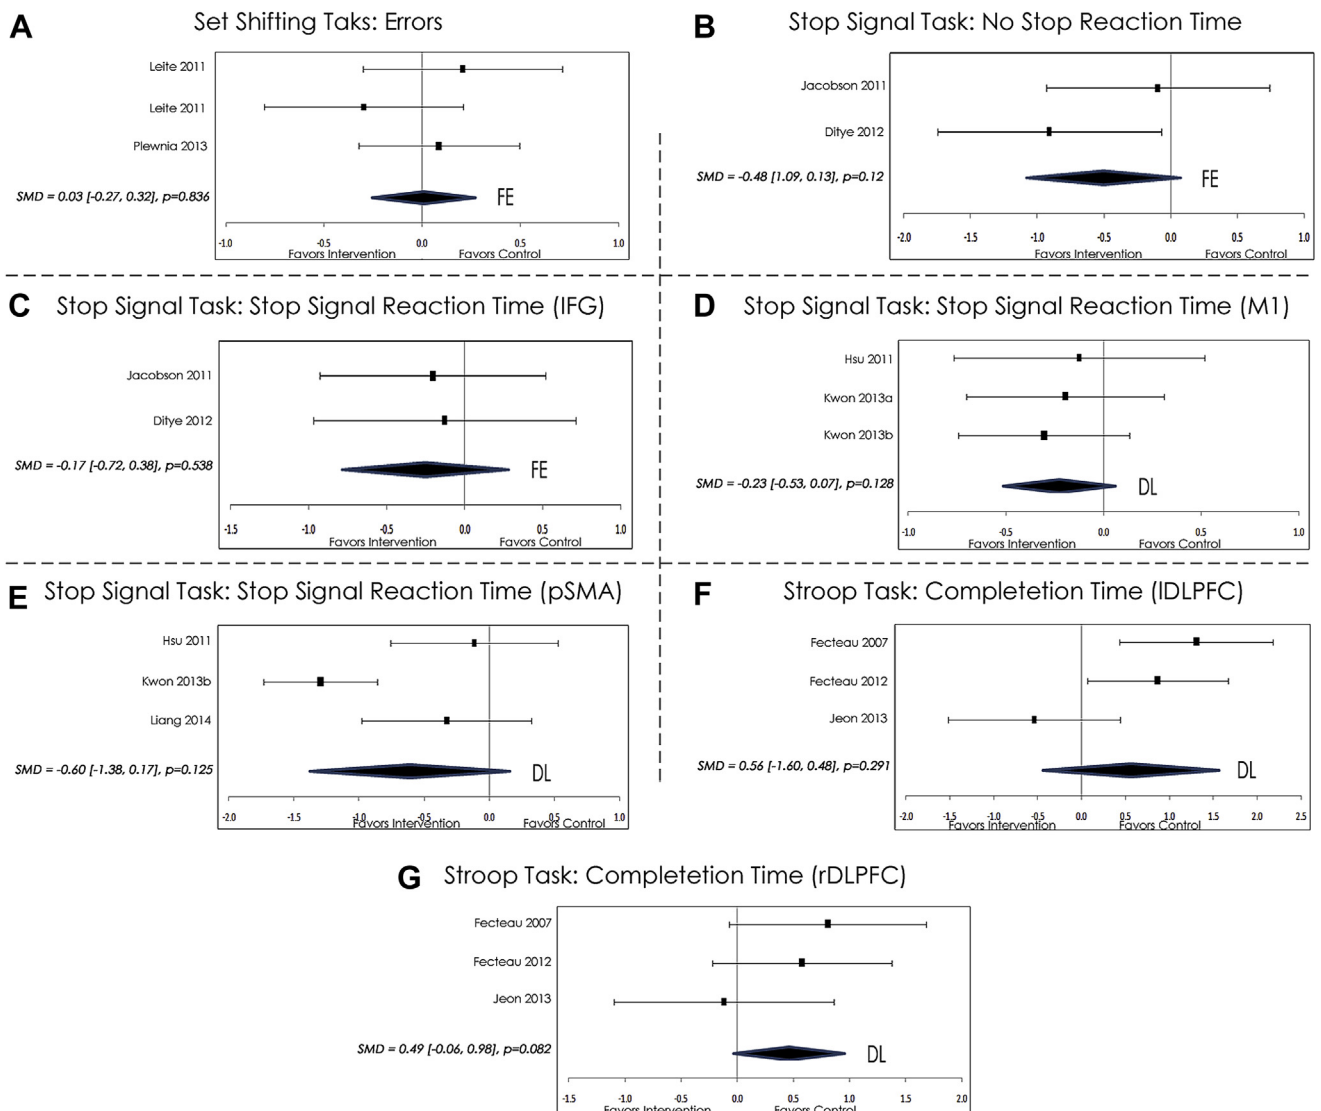 A Set Shifting Taks: Errors
Leite 2011
Leite 2011
Plewnia 2013
SMD = 0.03 [-0.27, 0.32], p=0.836
FE
-1.0 -0.5 0.0 0.5 1.0
Favors Intervention Favors Control
B Stop Signal Task: No Stop Reaction Time
Jacobson 2011
Ditye 2012
SMD = -0.48 [1.09, 0.13], p=0.12
FE
-2.0 -1.5 -1.0 -0.5 0.0 0.5 1.0
Favors Intervention Favors Control
C Stop Signal Task: Stop Signal Reaction Time (IFG)
Jacobson 2011
Ditye 2012
SMD = -0.17 [-0.72, 0.38], p=0.538
FE
-1.5 -1.0 -0.5 0.0 0.5 1.0
Favors Intervention Favors Control
D Stop Signal Task: Stop Signal Reaction Time (M1)
Hsu 2011
Kwon 2013a
Kwon 2013b
SMD = -0.23 [-0.53, 0.07], p=0.128
DL
-1.0 -0.5 0.0 0.5 1.0
Favors Intervention Favors Control
E Stop Signal Task: Stop Signal Reaction Time (pSMA)
Hsu 2011
Kwon 2013b
Liang 2014
SMD = -0.60 [-1.38, 0.17], p=0.125
DL
-2.0 -1.5 -1.0 -0.5 0.0 0.5 1.0
Favors Intervention Favors Control
F Stroop Task: Completetion Time (lDLPFC)
Fecteau 2007
Fecteau 2012
Jeon 2013
SMD = 0.56 [-1.60, 0.48], p=0.291
DL
-2.0 -1.5 -1.0 -0.5 0.0 0.5 1.0 1.5 2.0 2.5
Favors Intervention Favors Control
G Stroop Task: Completetion Time (rDLPFC)
Fecteau 2007
Fecteau 2012
Jeon 2013
SMD = 0.49 [-0.06, 0.98], p=0.082
DL
-1.5 -1.0 -0.5 0.0 0.5 1.0 1.5 2.0
Favors Intervention Favors Control